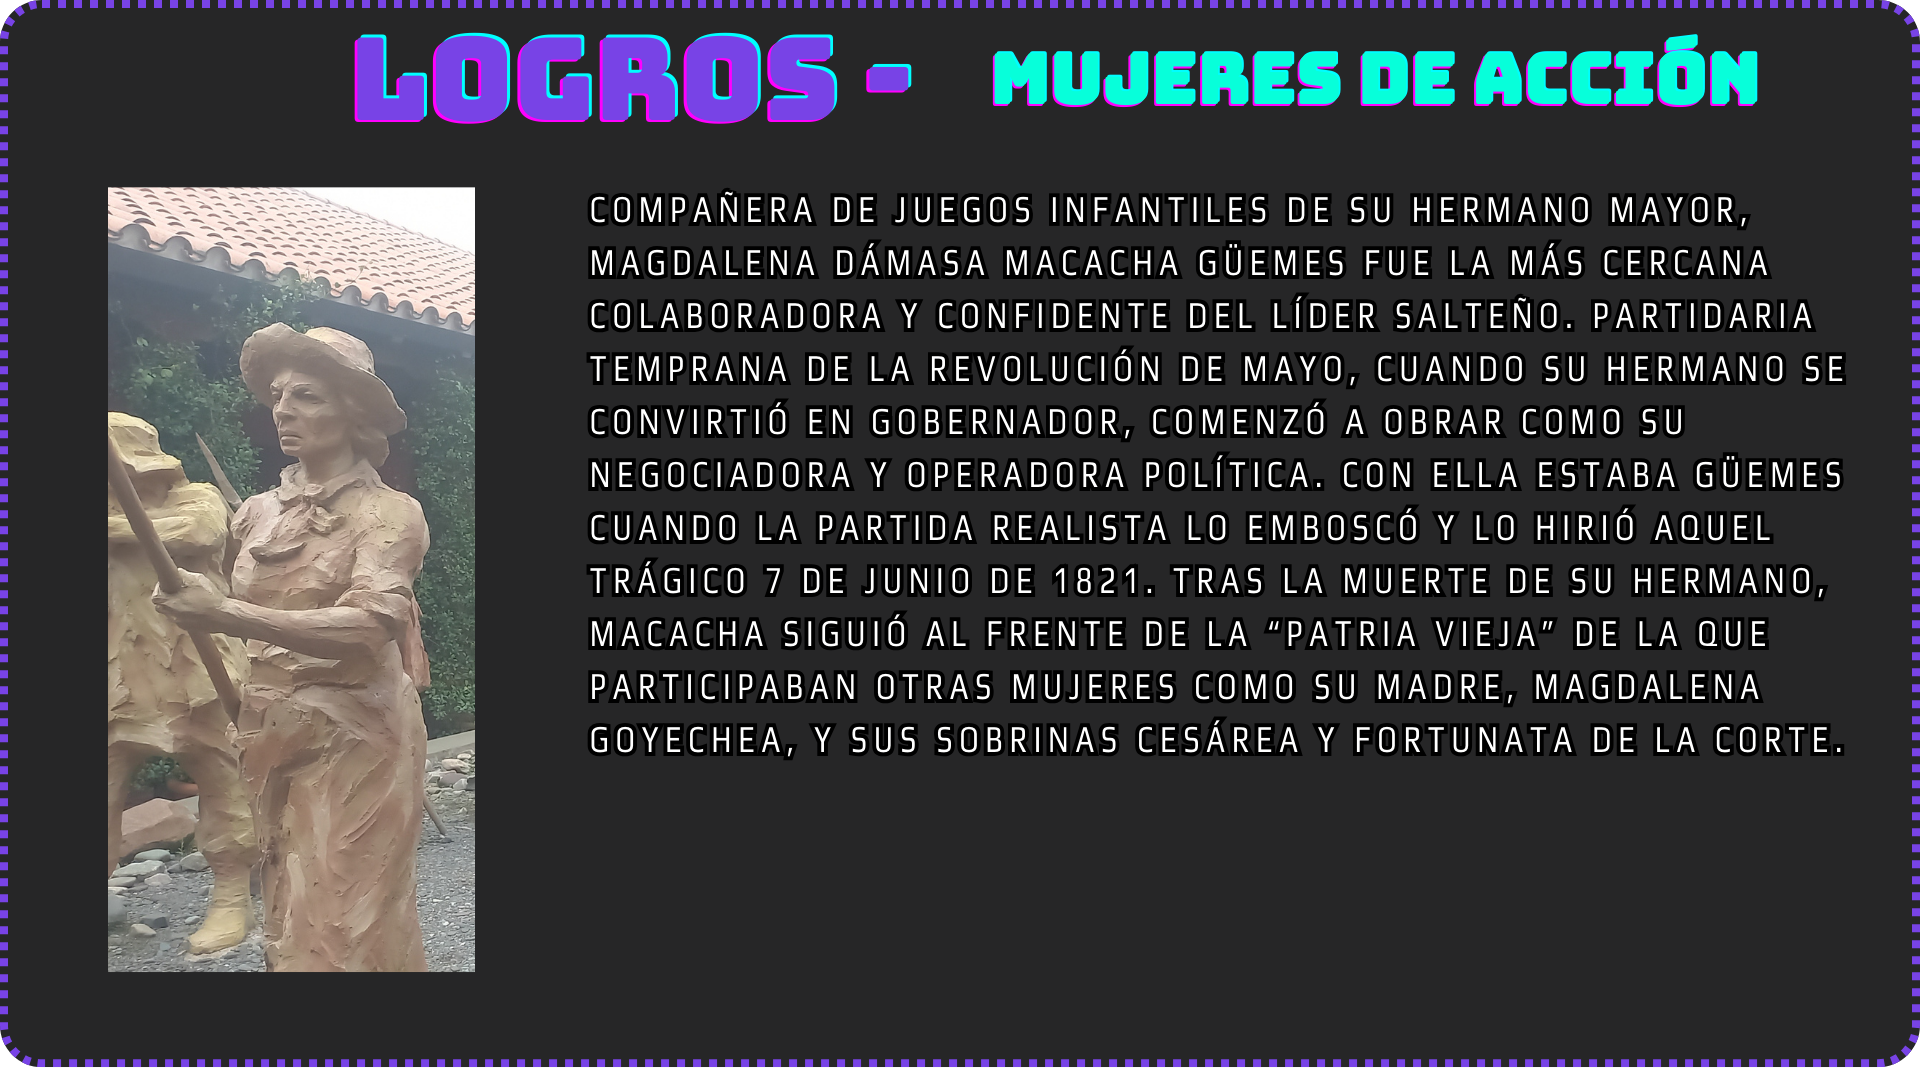 LOGROS - MUJERES DE ACCIÓN
COMPAÑERA DE JUEGOS INFANTILES DE SU HERMANO MAYOR,
MAGDALENA DÁMASA MACACHA GÜEMES FUE LA MÁS CERCANA
COLABORADORA Y CONFIDENTE DEL LÍDER SALTEÑO. PARTIDARIA
TEMPRANA DE LA REVOLUCIÓN DE MAYO, CUANDO SU HERMANO SE
CONVIRTIÓ EN GOBERNADOR, COMENZÓ A OBRAR COMO SU
NEGOCIADORA Y OPERADORA POLÍTICA. CON ELLA ESTABA GÜEMES
CUANDO LA PARTIDA REALISTA LO EMBOSCÓ Y LO HIRIÓ AQUEL
TRÁGICO 7 DE JUNIO DE 1821. TRAS LA MUERTE DE SU HERMANO,
MACACHA SIGUIÓ AL FRENTE DE LA “PATRIA VIEJA” DE LA QUE
PARTICIPABAN OTRAS MUJERES COMO SU MADRE, MAGDALENA
GOYECHEA, Y SUS SOBRINAS CESÁREA Y FORTUNATA DE LA CORTE.